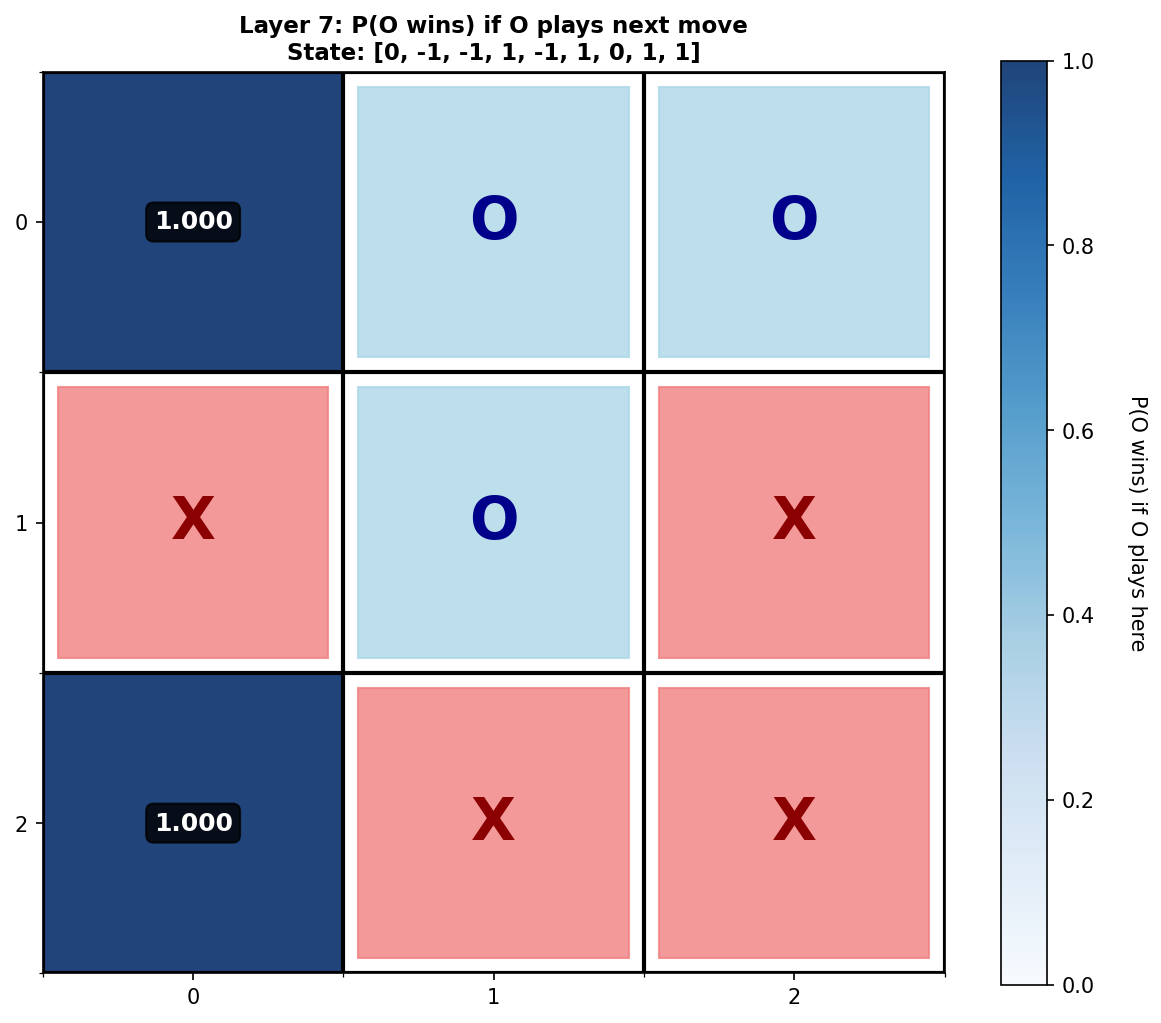 Layer 7: P(O wins) if O plays next move
State: [0, -1, -1, 1, -1, 1, 0, 1, 1]
0
1.000
O
O
1
X
O
X
2
1.000
X
X
0
1
2
1.0
0.8
0.6
0.4
0.2
0.0
P(O wins) if O plays here